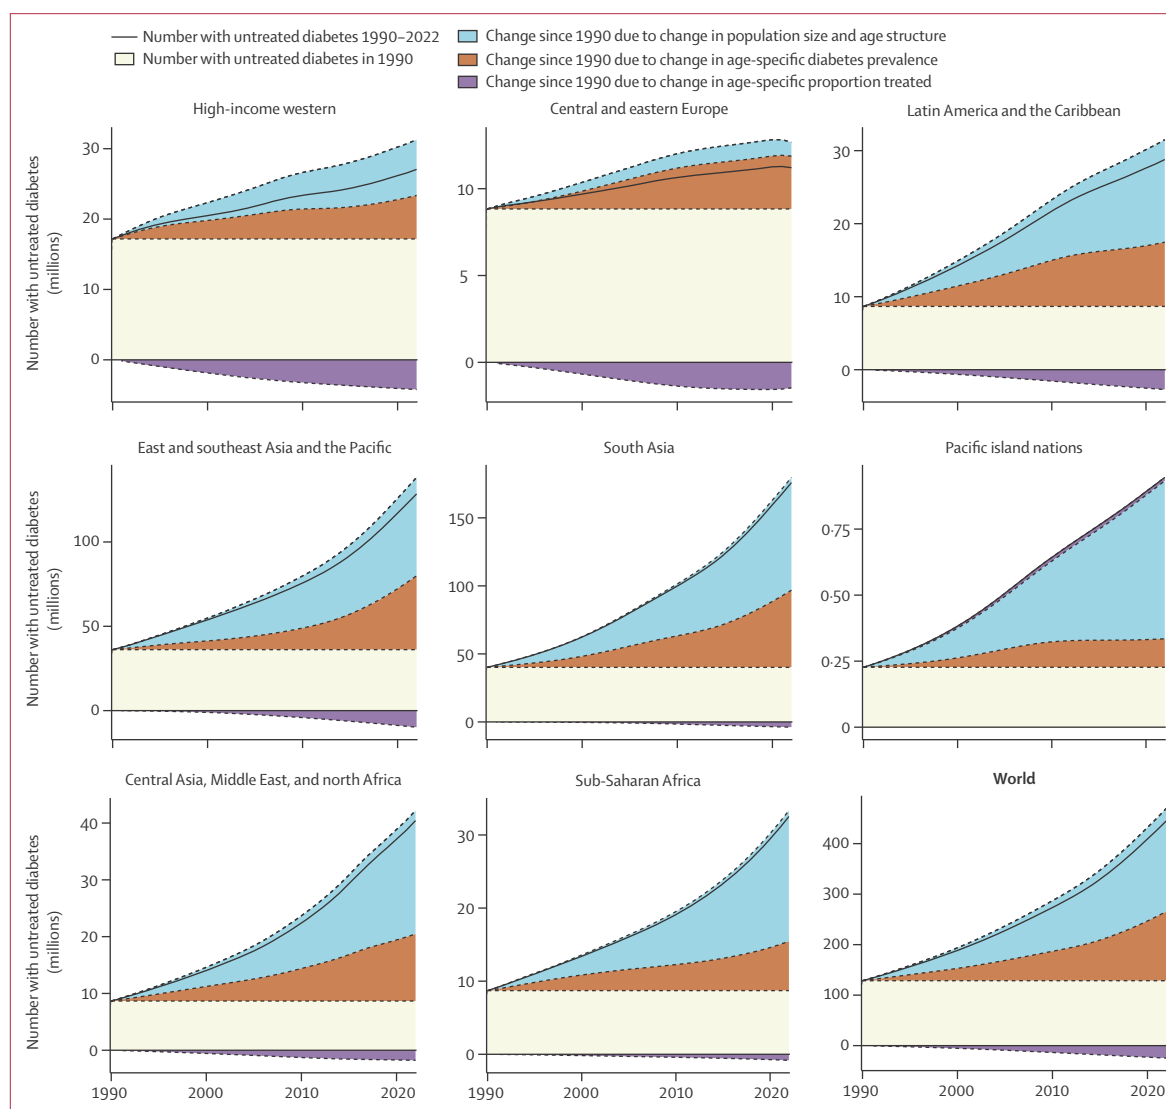 Number with untreated diabetes 1990–2022
Number with untreated diabetes in 1990
Change since 1990 due to change in population size and age structure
Change since 1990 due to change in age-specific diabetes prevalence
Change since 1990 due to change in age-specific proportion treated
High-income western
Central and eastern Europe
Latin America and the Caribbean
Number with untreated diabetes
(millions)
30
20
10
0
10
5
0
30
20
10
0
East and southeast Asia and the Pacific
South Asia
Pacific island nations
Number with untreated diabetes
(millions)
100
50
0
150
100
50
0
0·75
0·50
0·25
0
Central Asia, Middle East, and north Africa
Sub-Saharan Africa
World
Number with untreated diabetes
(millions)
40
30
20
10
0
30
20
10
0
400
300
200
100
0
1990 2000 2010 2020
1990 2000 2010 2020
1990 2000 2010 2020